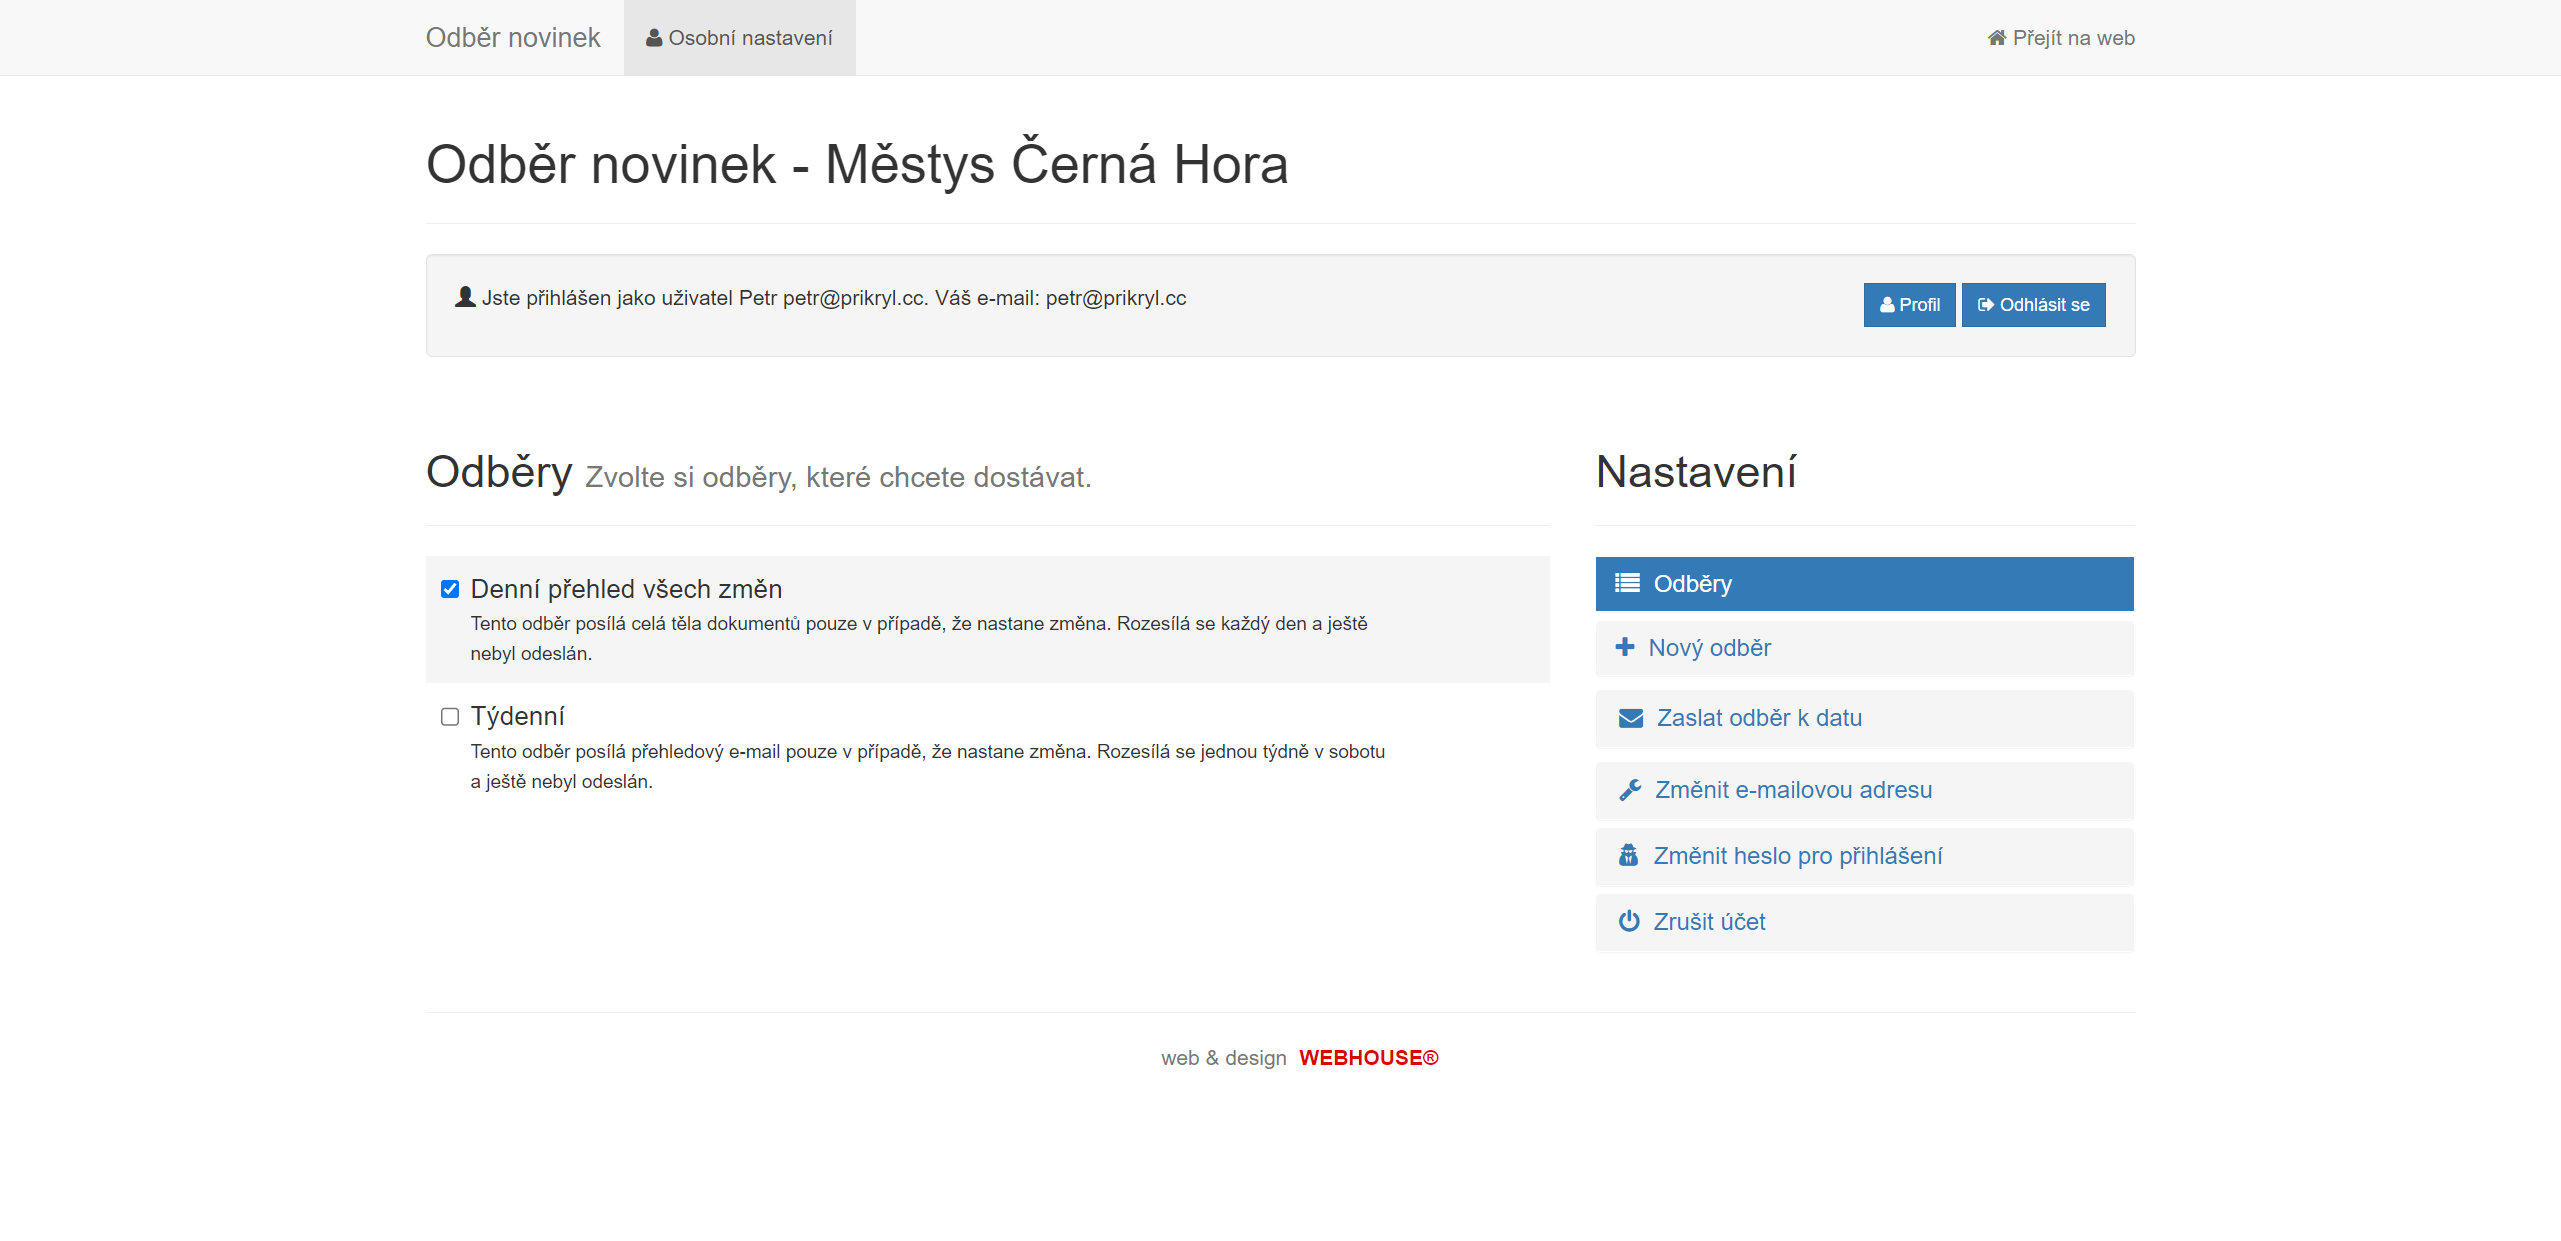 Odběr novinek
Osobní nastavení
Přejít na web
Odběr novinek - Městys Černá Hora
Jste přihlášen jako uživatel Petr petr@prikryl.cc. Váš e-mail: petr@prikryl.cc
Profil
Odhlásit se
Odběry Zvolte si odběry, které chcete dostávat.
Denní přehled všech změn
Tento odběr posílá celá těla dokumentů pouze v případě, že nastane změna. Rozesílá se každý den a ještě
nebyl odeslán.
Týdenní
Tento odběr posílá přehledový e-mail pouze v případě, že nastane změna. Rozesílá se jednou týdně v sobotu
a ještě nebyl odeslán.
Nastavení
Odběry
Nový odběr
Zaslat odběr k datu
Změnit e-mailovou adresu
Změnit heslo pro přihlášení
Zrušit účet
web & design WEBHOUSE®